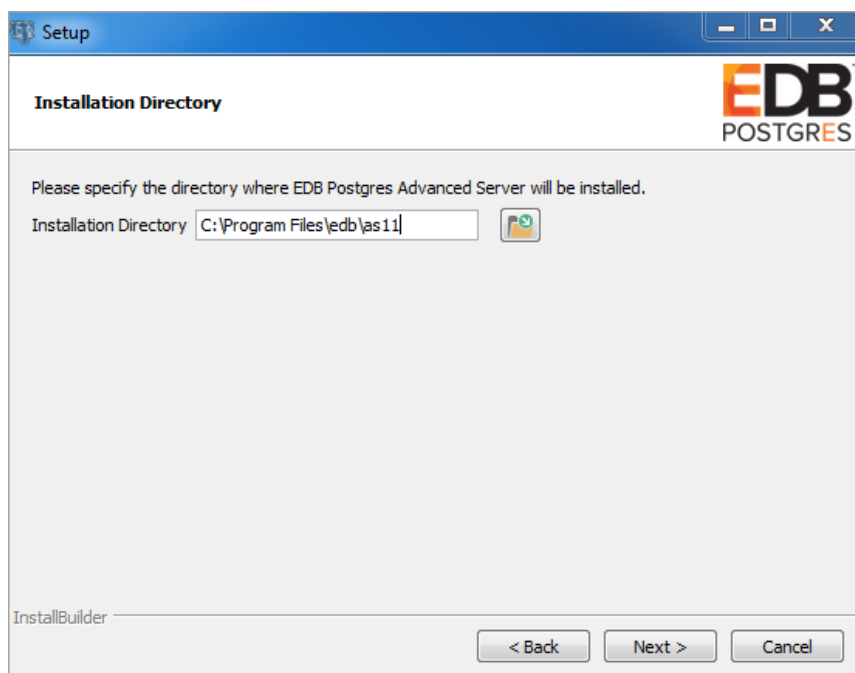 Setup
Installation Directory
EDB
POSTGRES
Please specify the directory where EDB Postgres Advanced Server will be installed.
Installation Directory C:\Program Files\edb\as11
InstallBuilder
< Back Next > Cancel